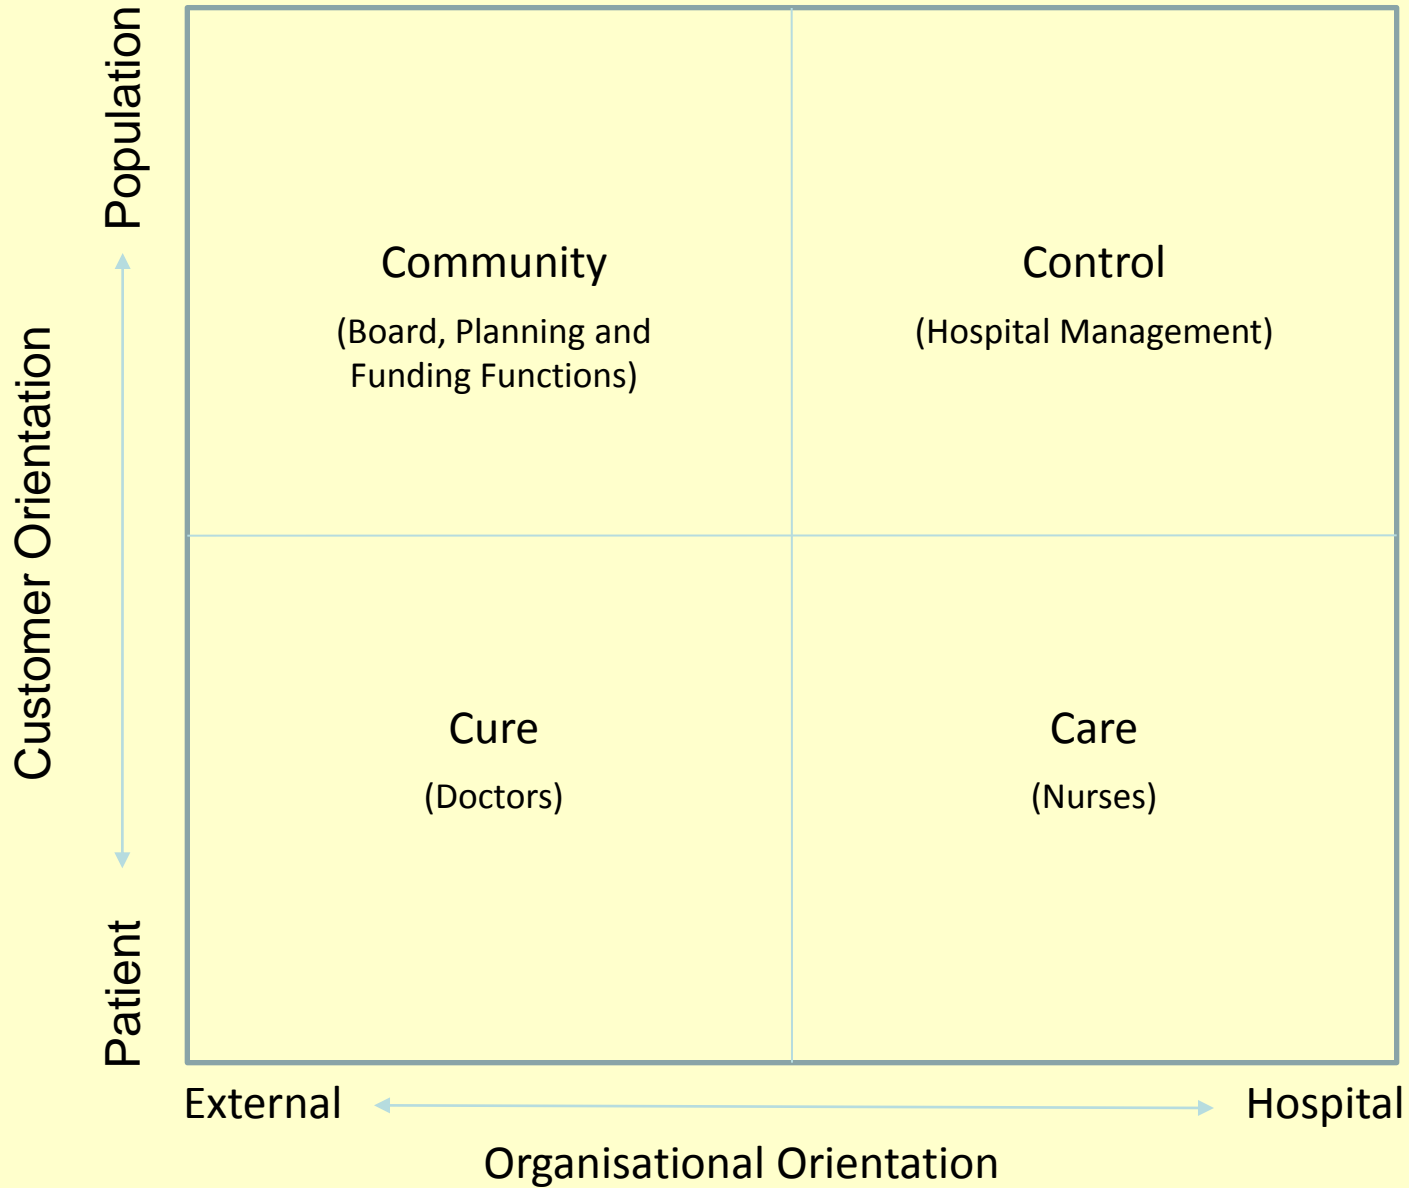 Population
Customer Orientation
Patient
Community
(Board, Planning and
Funding Functions)
Control
(Hospital Management)
Cure
(Doctors)
Care
(Nurses)
External
Hospital
Organisational Orientation